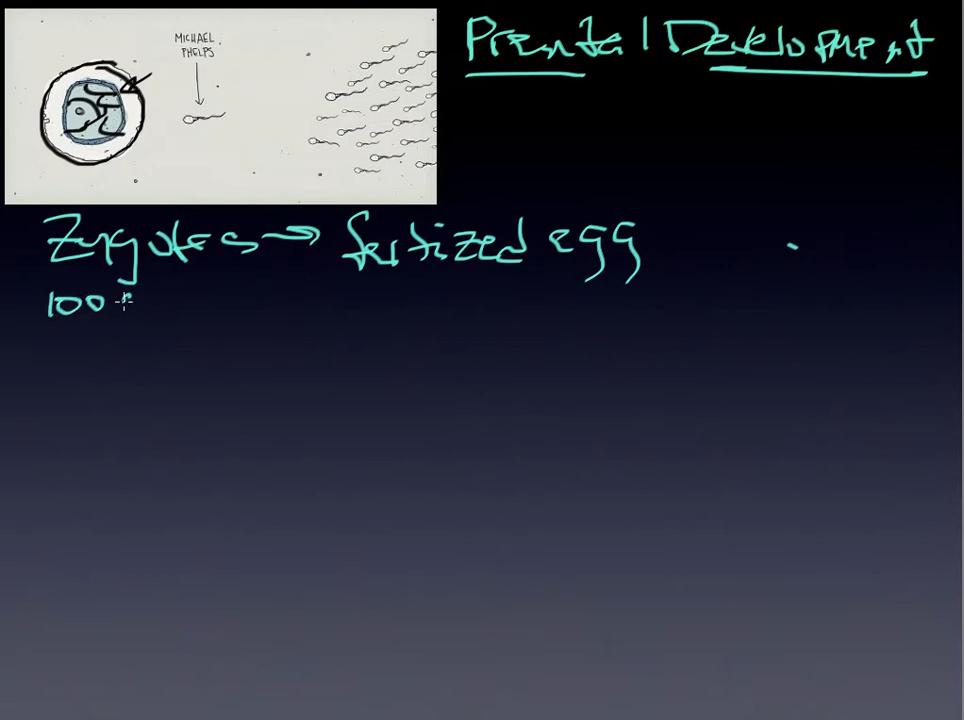 MICHAEL
PHELPS
Prenatal Development
Zygotes → fertized egg
100